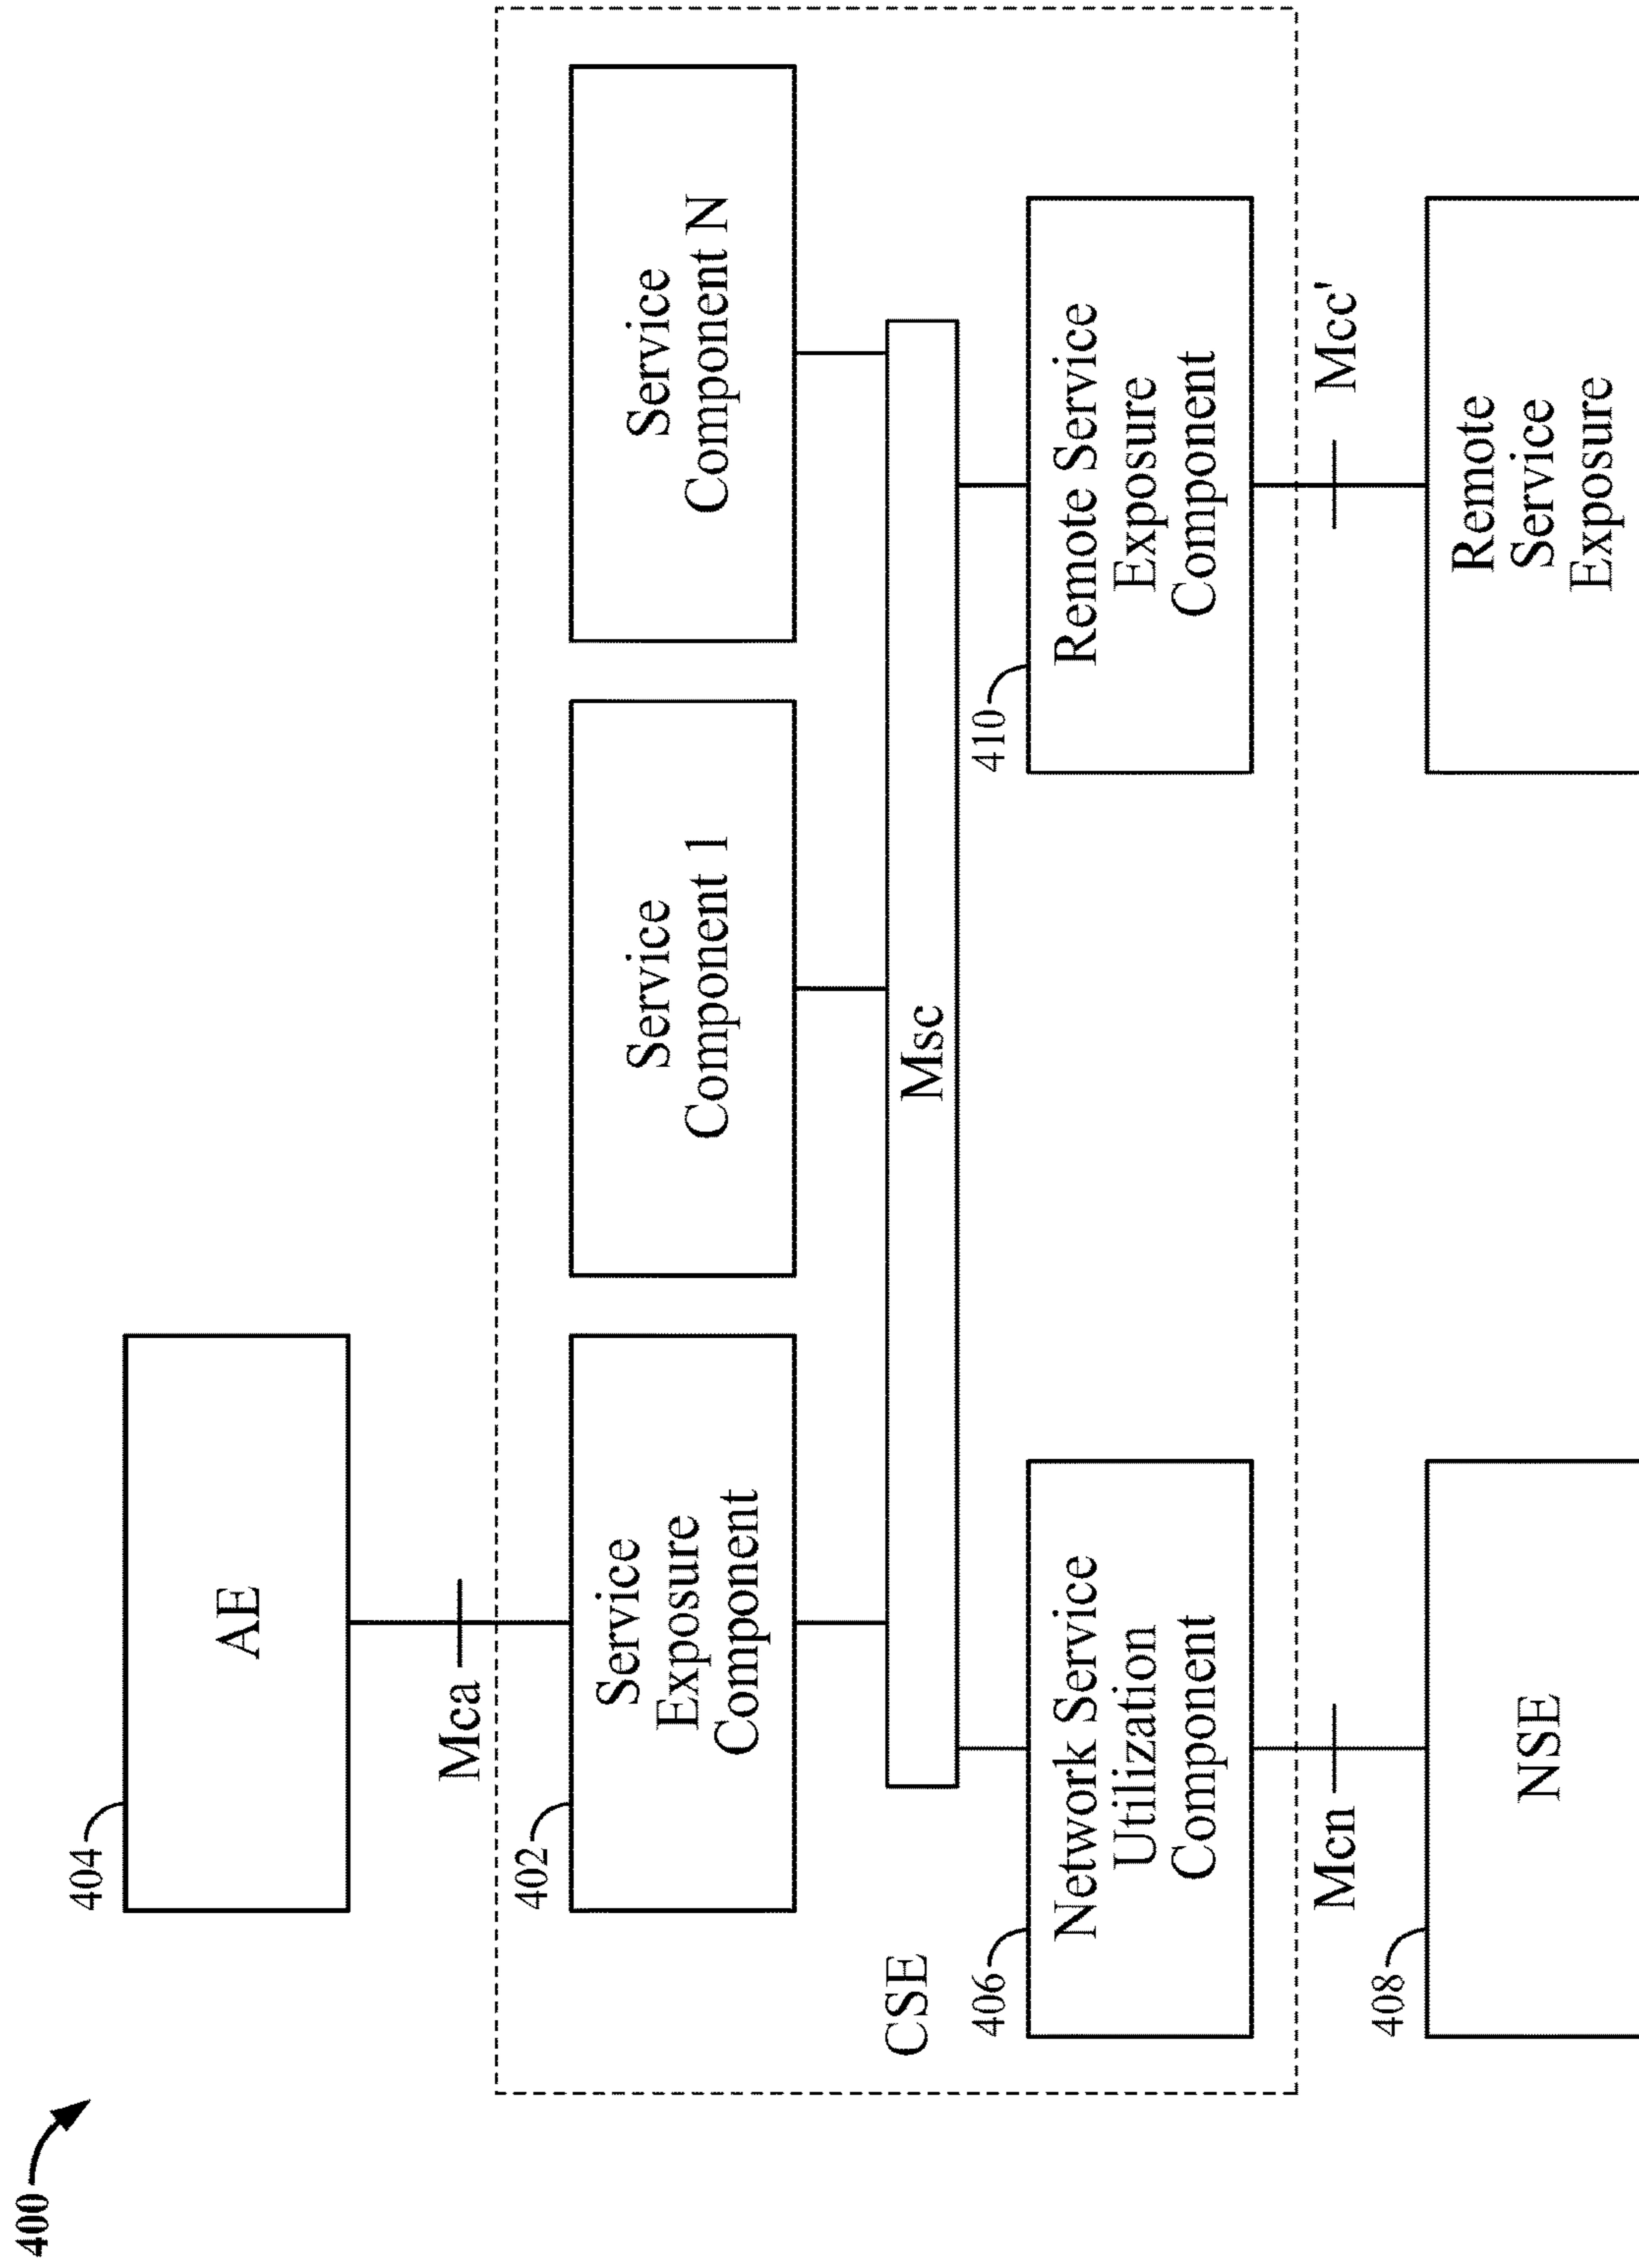 400
404
AE
Mca
402
Service
Exposure
Component
Service
Component 1
Service
Component N
CSE
Msc
406
Network Service
Utilization
Component
410
Remote Service
Exposure
Component
Mcn
Mcc'
408
NSE
Remote
Service
Exposure